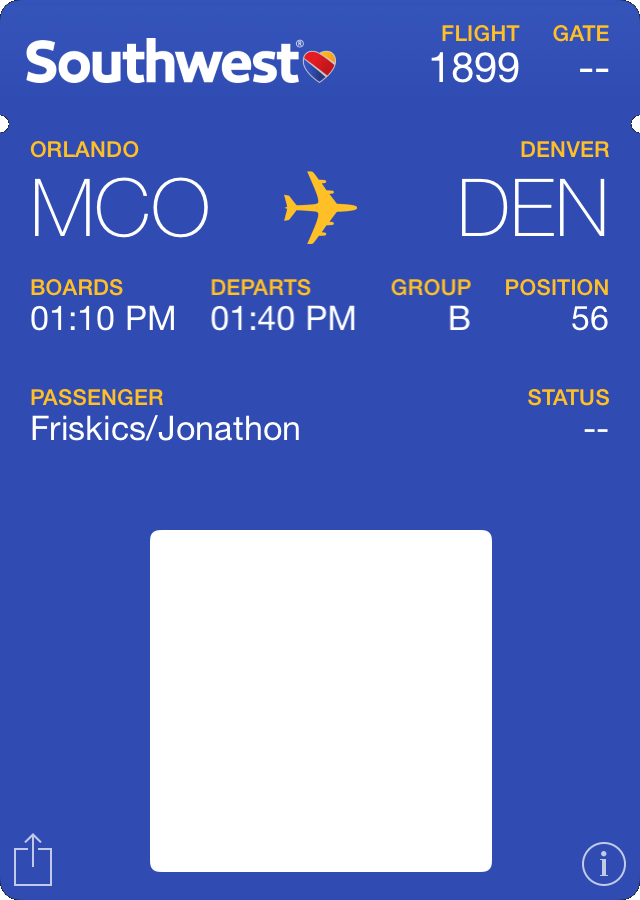 Southwest®
FLIGHT GATE
1899 --
ORLANDO DENVER
MCO DEN
BOARDS DEPARTS GROUP POSITION
01:10 PM 01:40 PM B 56
PASSENGER STATUS
Friskics/Jonathon --
i